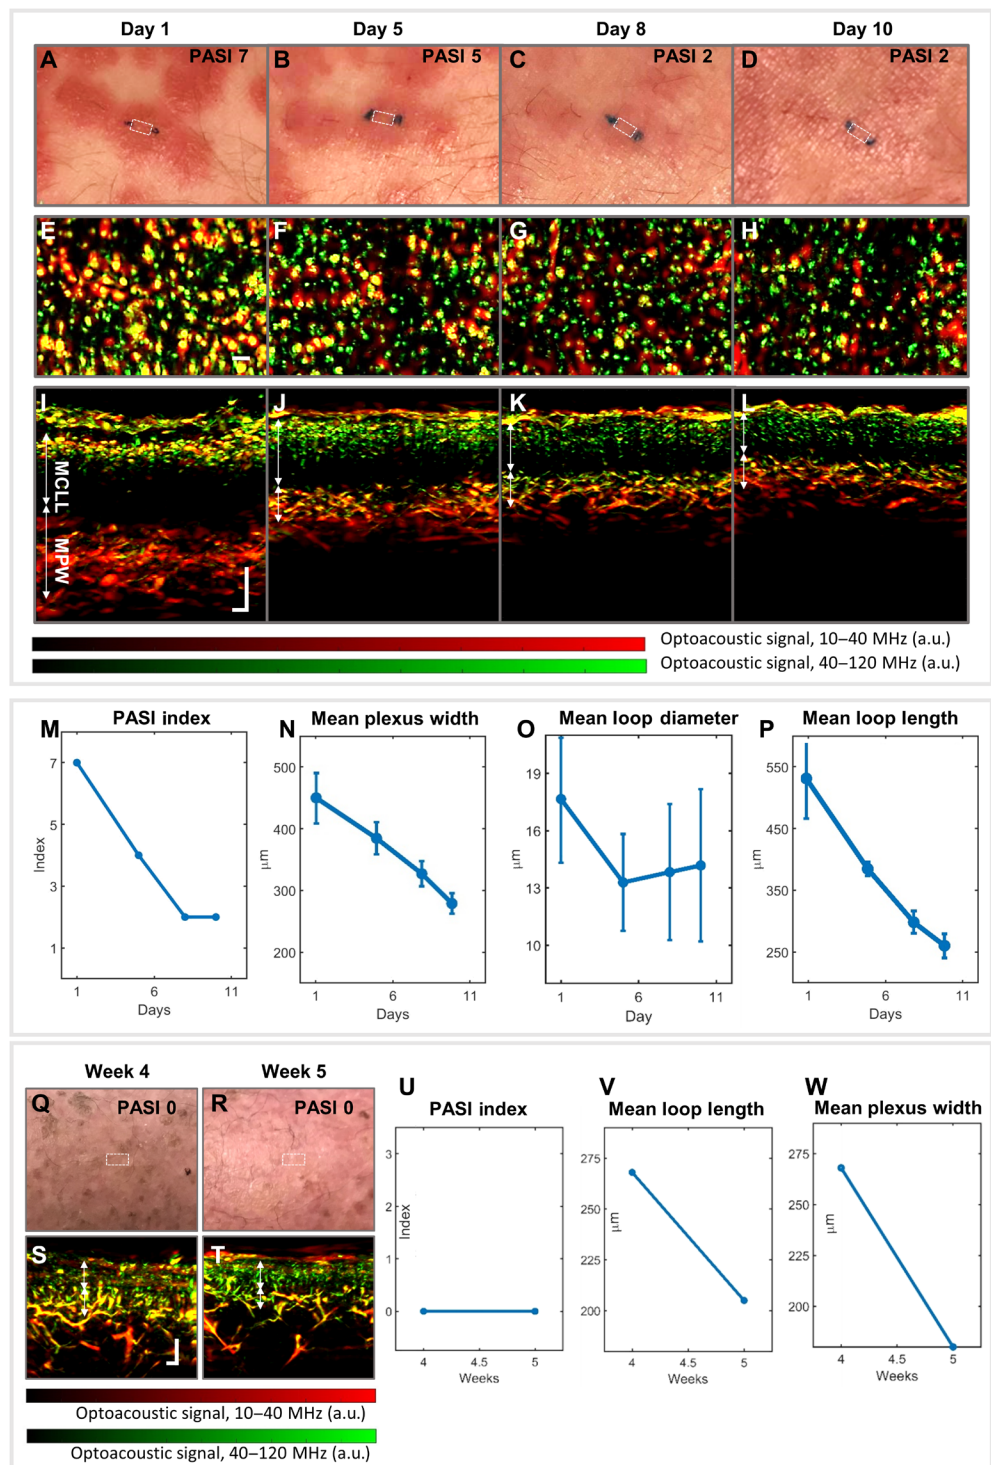 Day 1 Day 5 Day 8 Day 10
A PASI 7 B PASI 5 C PASI 2 D PASI 2
E F G H
I J K L
MCLL
MPW
Optoacoustic signal, 10–40 MHz (a.u.)
Optoacoustic signal, 40–120 MHz (a.u.)
M PASI index
7
5
3
1
Index
1 6 11
Days
N Mean plexus width
500
400
300
200
μm
1 6 11
Days
O Mean loop diameter
19
16
13
10
μm
1 6 11
Day
P Mean loop length
550
450
350
250
μm
1 6 11
Days
Week 4 Week 5
Q PASI 0 R PASI 0
S T
Optoacoustic signal, 10–40 MHz (a.u.)
Optoacoustic signal, 40–120 MHz (a.u.)
U
PASI index
3
2
1
0
Index
4 4.5 5
Weeks
V
Mean loop length
275
250
225
200
μm
4 4.5 5
Weeks
W
Mean plexus width
275
250
225
200
μm
4 4.5 5
Weeks